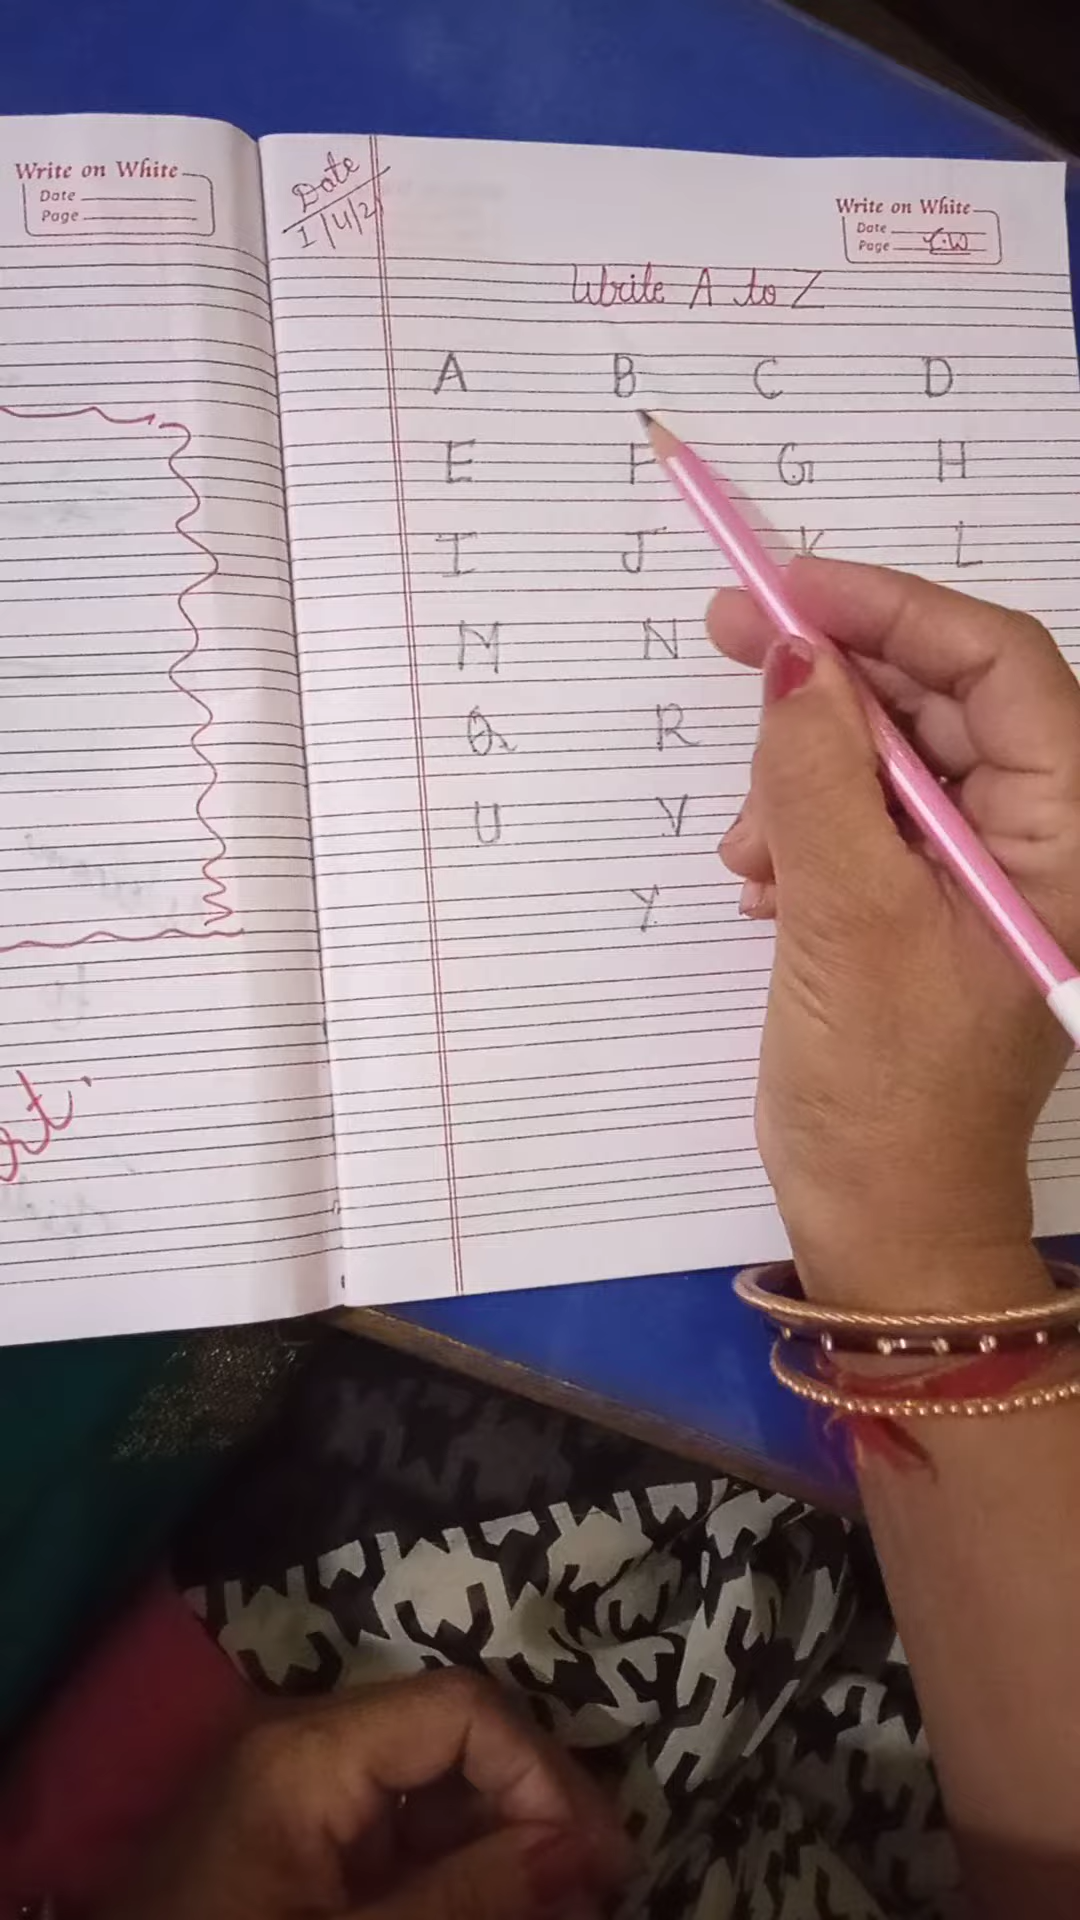 Write on White
Date
Page
Date
1/4/2
Write on White
Date
Page C.W
Write A to Z
A B C D
E F G H
I J K L
M N
Q R
U V
Y